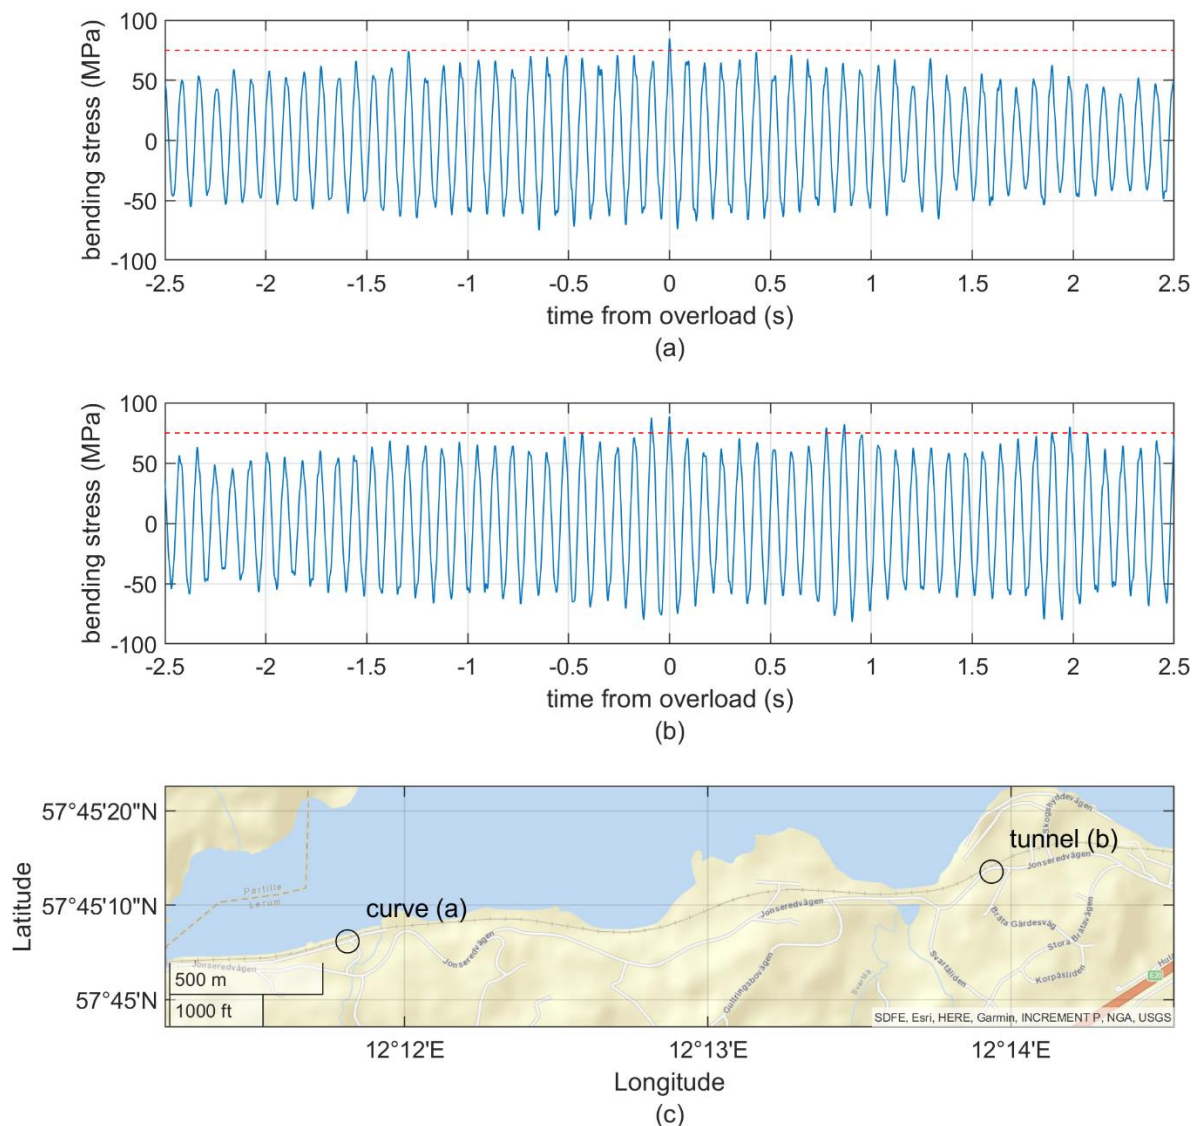 100
50
0
-50
-100
bending stress (MPa)
-2.5 -2 -1.5 -1 -0.5 0 0.5 1 1.5 2 2.5
time from overload (s)
(a)
100
50
0
-50
-100
bending stress (MPa)
-2.5 -2 -1.5 -1 -0.5 0 0.5 1 1.5 2 2.5
time from overload (s)
(b)
57°45'20"N
57°45'10"N
57°45'N
Latitude
Partille
Lerum
curve (a)
tunnel (b)
Skogshyddevägen
Jonseredvägen
Jonseredvägen
Jonseredvägen
Jonseredvägen
Gullringsbovägen
Svartå
Svartåliden
Bråta Gårdesväg
Stora Bråtavägen
Korpåsliden
E20
500 m
1000 ft
SDFE, Esri, HERE, Garmin, INCREMENT P, NGA, USGS
12°12'E 12°13'E 12°14'E
Longitude
(c)